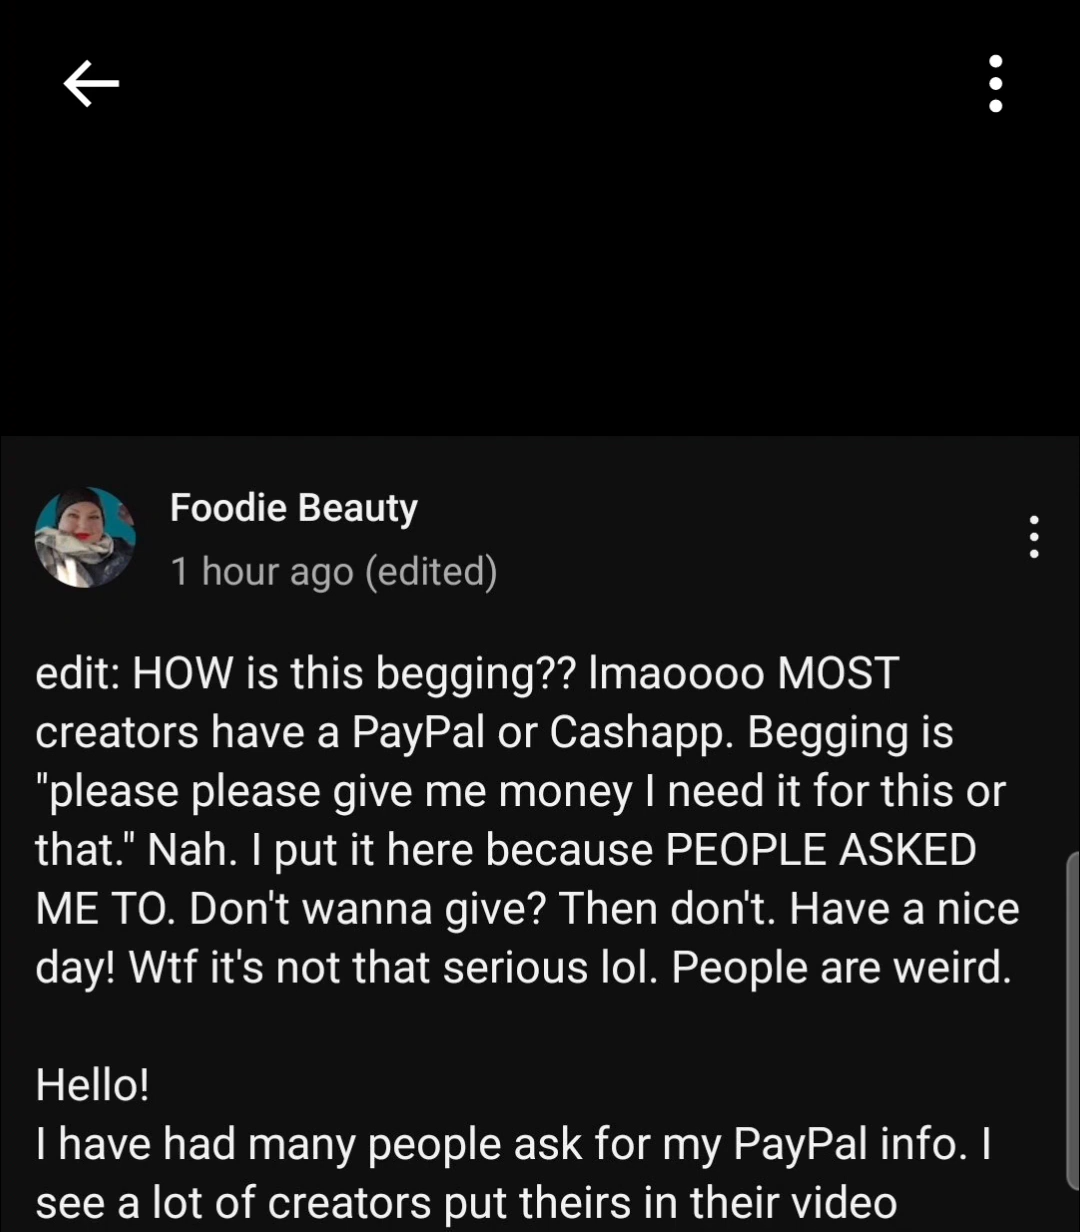 Foodie Beauty
1 hour ago (edited)
edit: HOW is this begging?? lmaoooo MOST
creators have a PayPal or Cashapp. Begging is
"please please give me money I need it for this or
that." Nah. I put it here because PEOPLE ASKED
ME TO. Don't wanna give? Then don't. Have a nice
day! Wtf it's not that serious lol. People are weird.
Hello!
I have had many people ask for my PayPal info. I
see a lot of creators put theirs in their video